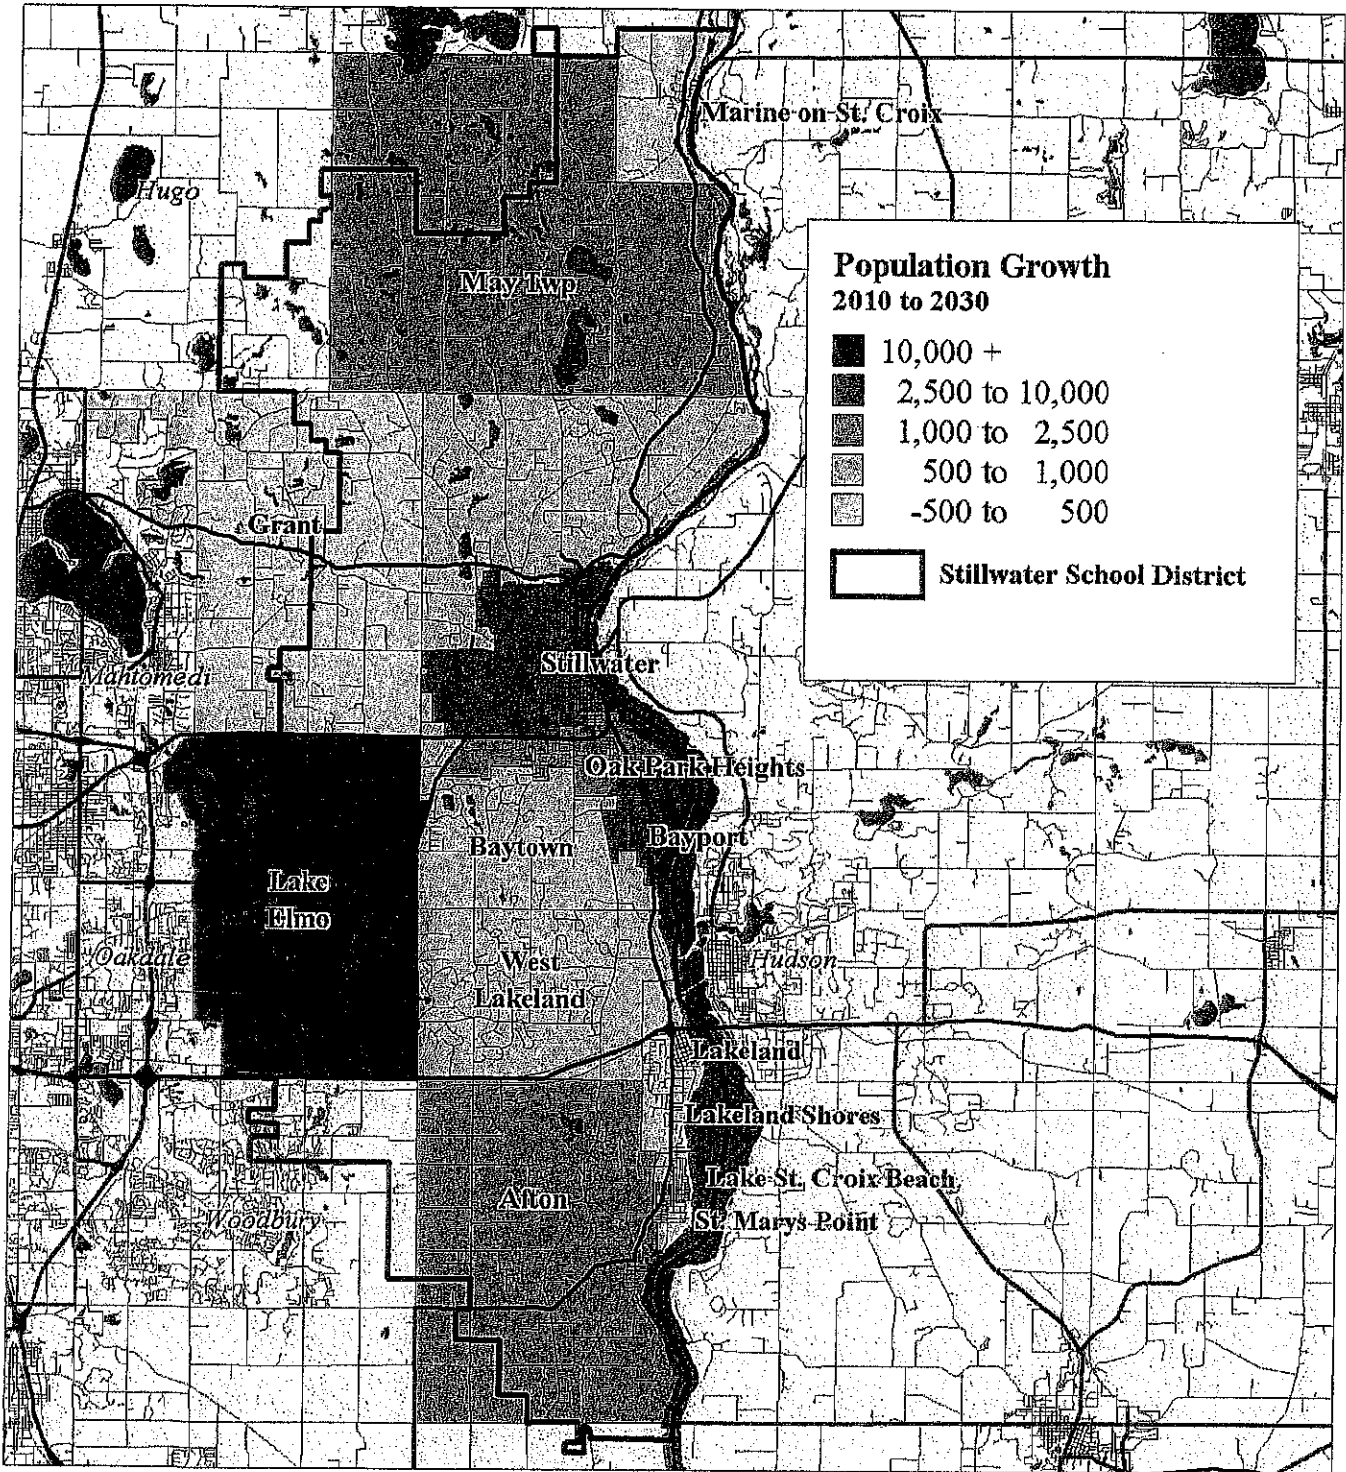 Marine on St. Croix
Hugo
May Twp
Population Growth
2010 to 2030
10,000 +
2,500 to 10,000
1,000 to 2,500
500 to 1,000
-500 to 500
Stillwater School District
Grant
Stillwater
Mahtomedi
Oak Park Heights
Bayport
Baytown
Lake
Elmo
Oakdale
West
Lakeland
Hudson
Lakeland
Lakeland Shores
Lake St. Croix Beach
Afton
St. Marys Point
Woodbury